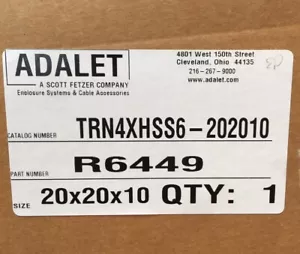 ADALET
A SCOTT FETZER COMPANY
Enclosure Systems & Cable Accessories
4801 West 150th Street
Cleveland, Ohio 44135
216-267-9000
www.adalet.com
CATALOG NUMBER TRN4XHSS6-202010
PART NUMBER R6449
SIZE 20x20x10 QTY: 1